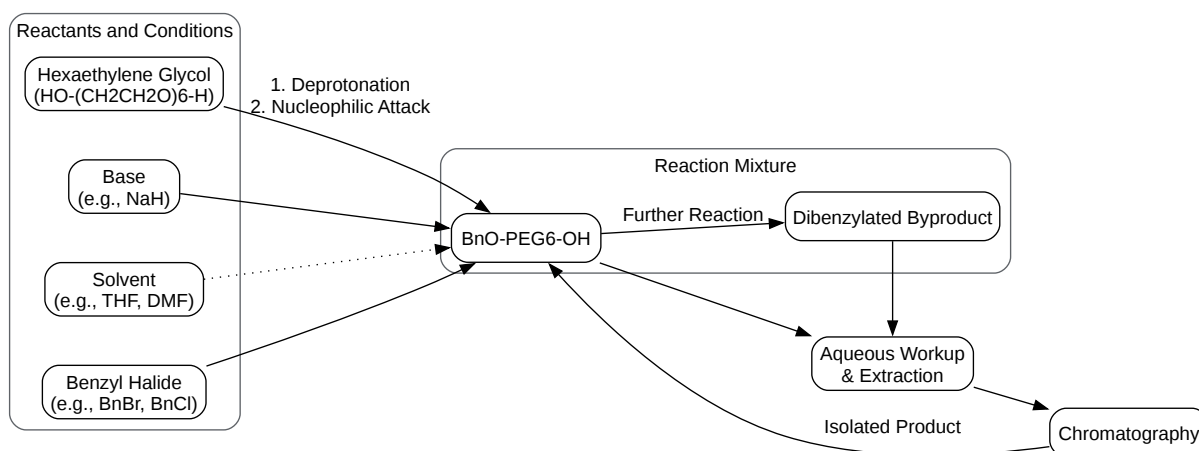 Reactants and Conditions
Hexaethylene Glycol
(HO-(CH2CH2O)6-H)
1. Deprotonation
2. Nucleophilic Attack
Base
(e.g., NaH)
Solvent
(e.g., THF, DMF)
Benzyl Halide
(e.g., BnBr, BnCl)
Reaction Mixture
BnO-PEG6-OH
Further Reaction
Dibenzylated Byproduct
Aqueous Workup
& Extraction
Isolated Product
Chromatography